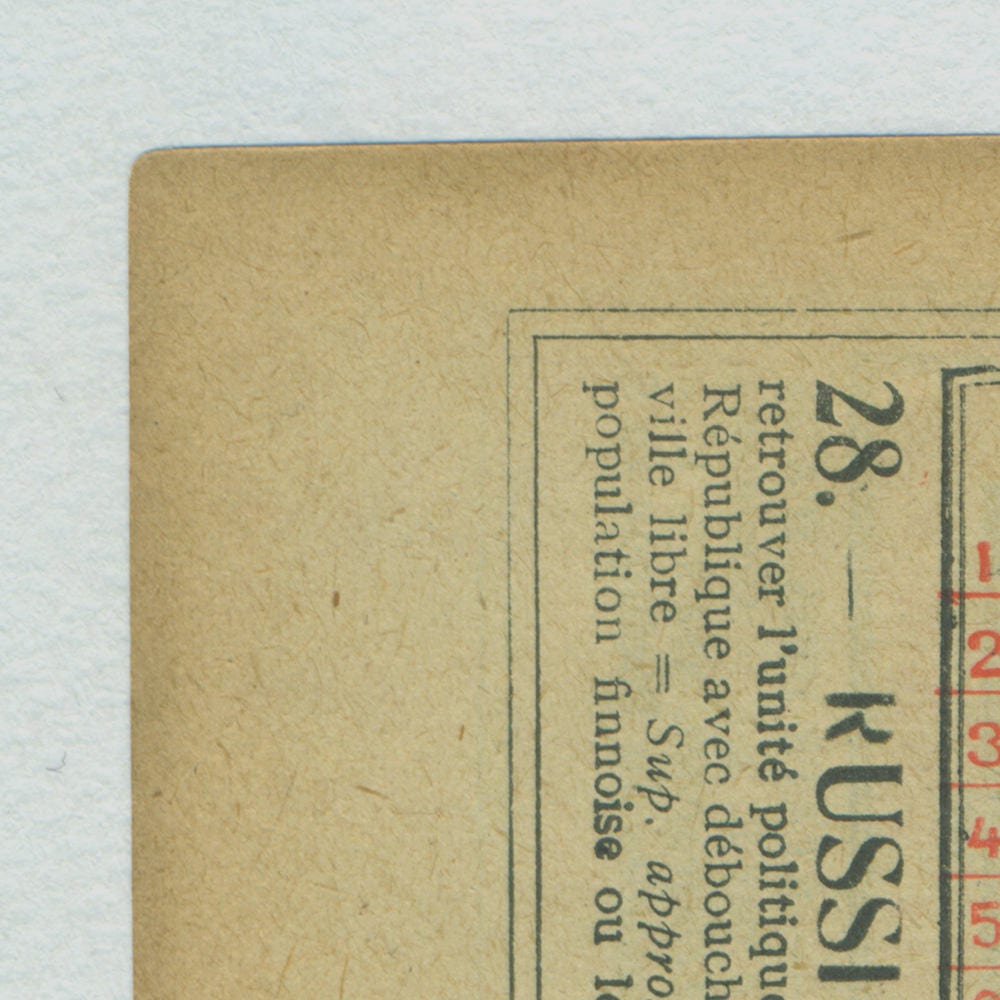 28. — RUSSI
retrouver l'unité politique
République avec débouch
ville libre = Sup. appro
population finnoise ou l
1
2
3
4
5